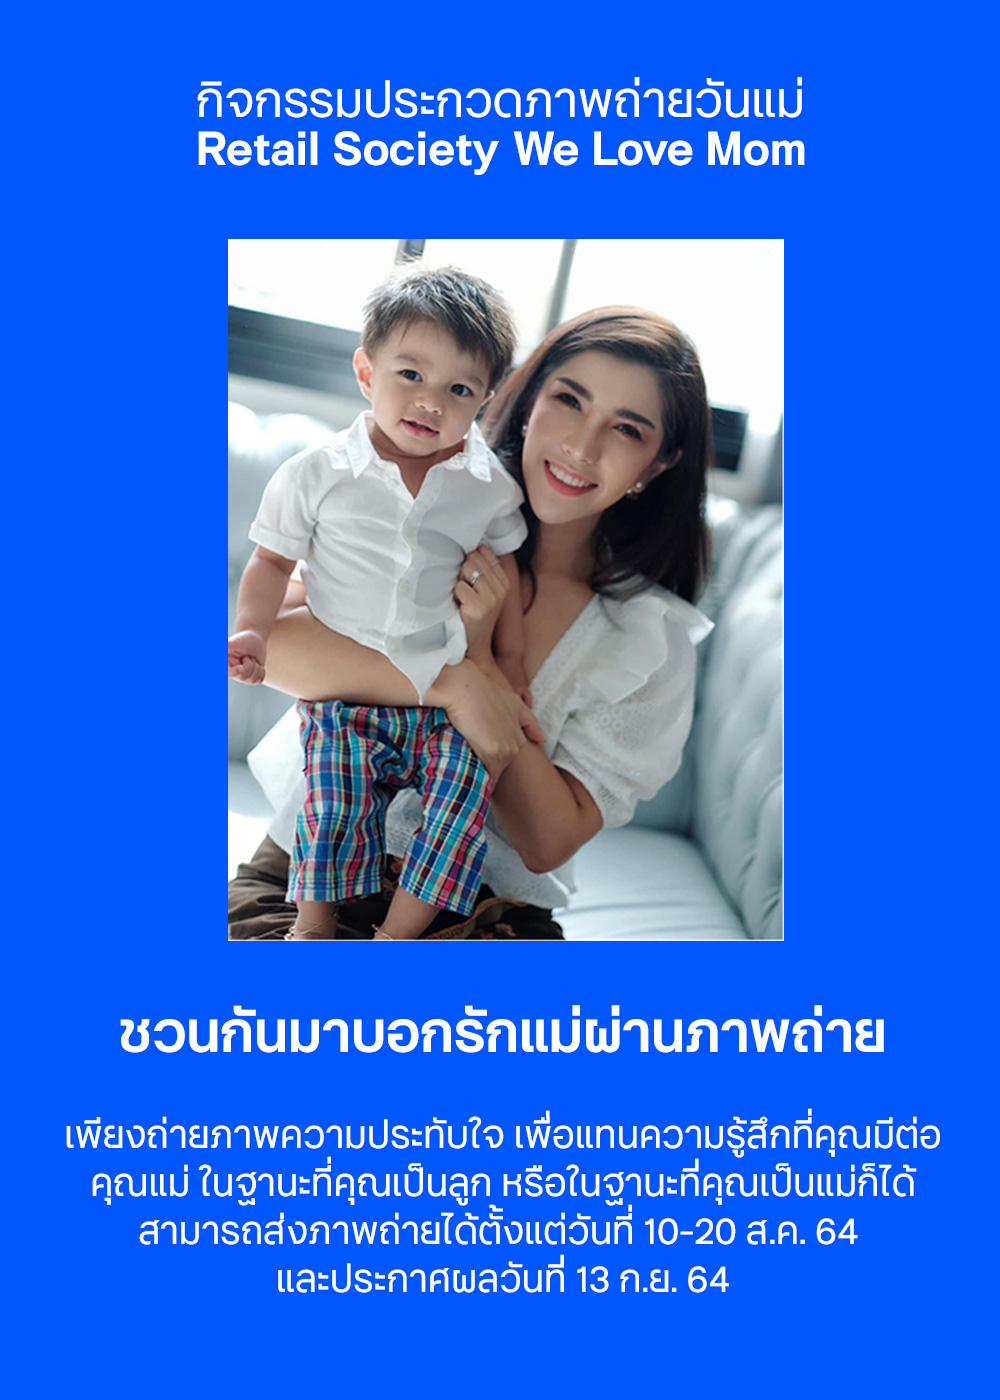 กิจกรรมประกวดภาพถ่ายวันแม่
Retail Society We Love Mom
ชวนกันมาบอกรักแม่ผ่านภาพถ่าย
เพียงถ่ายภาพความประทับใจ เพื่อแทนความรู้สึกที่คุณมีต่อ
คุณแม่ ในฐานะที่คุณเป็นลูก หรือในฐานะที่คุณเป็นแม่ก็ได้
สามารถส่งภาพถ่ายได้ตั้งแต่วันที่ 10-20 ส.ค. 64
และประกาศผลวันที่ 13 ก.ย. 64